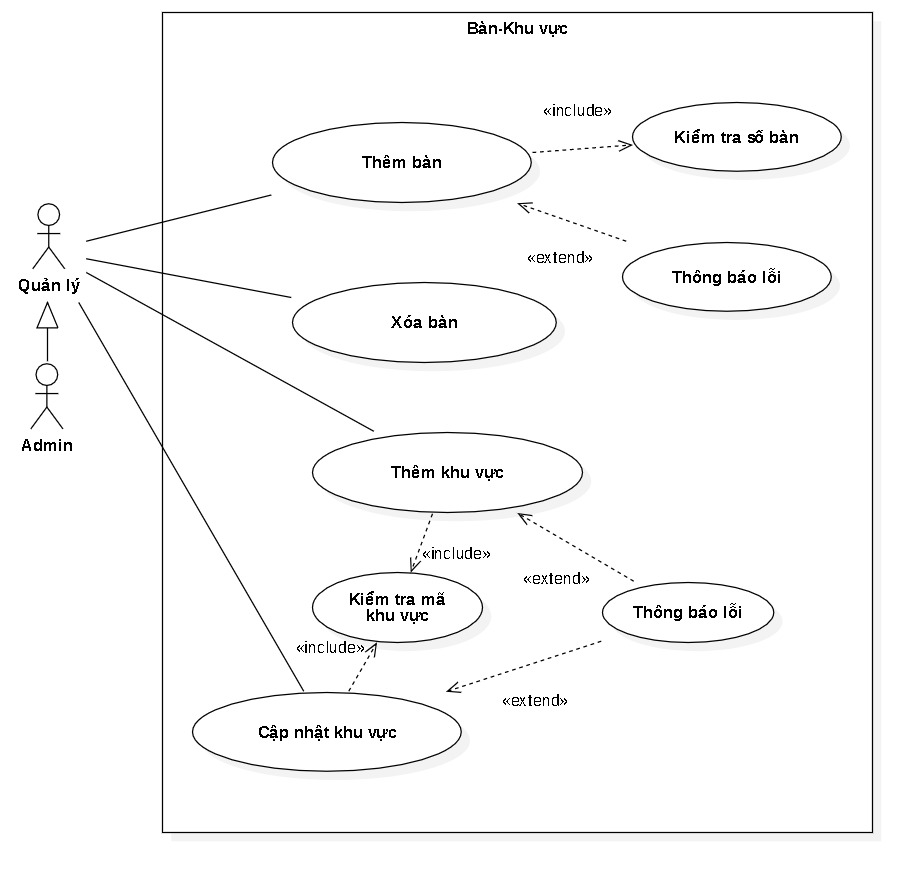 Bàn-Khu vực
«include»
Kiểm tra số bàn
Thêm bàn
«extend»
Thông báo lỗi
Quản lý
Xóa bàn
Admin
Thêm khu vực
«include»
«extend»
Kiểm tra mã
khu vực
Thông báo lỗi
«include»
«extend»
Cập nhật khu vực